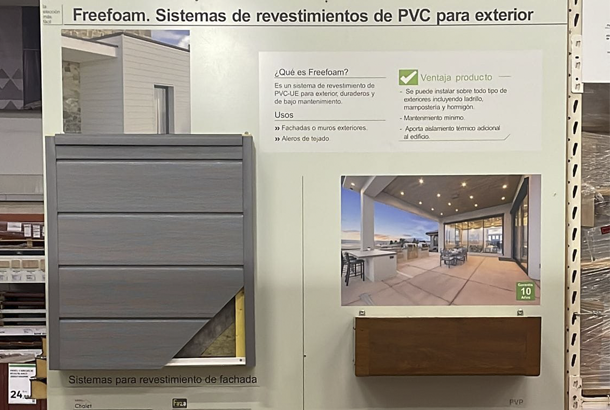 Freefoam. Sistemas de revestimientos de PVC para exterior
¿Qué es Freefoam?
Es un sistema de revestimiento de
PVC-UE para exterior, duraderos y
de bajo mantenimiento.
Usos
›› Fachadas o muros exteriores.
›› Aleros de tejado
Ventaja producto
- Se puede instalar sobre todo tipo de
exteriores incluyendo ladrillo,
mampostería y hormigón.
- Mantenimiento mínimo.
- Aporta aislamiento térmico adicional
al edificio.
Garantía
10
Años
Sistemas para revestimiento de fachada
24
Chalet
PVP